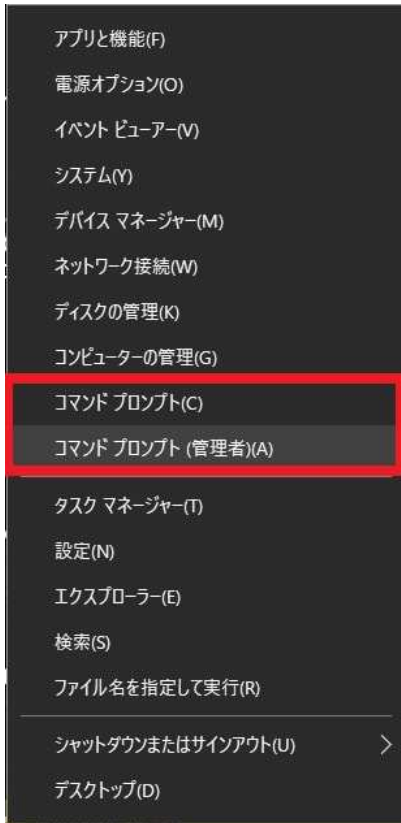 アプリと機能(F)
電源オプション(O)
イベント ビューアー(V)
システム(Y)
デバイス マネージャー(M)
ネットワーク接続(W)
ディスクの管理(K)
コンピューターの管理(G)
コマンド プロンプト(C)
コマンド プロンプト (管理者)(A)
タスク マネージャー(T)
設定(N)
エクスプローラー(E)
検索(S)
ファイル名を指定して実行(R)
シャットダウンまたはサインアウト(U)
デスクトップ(D)